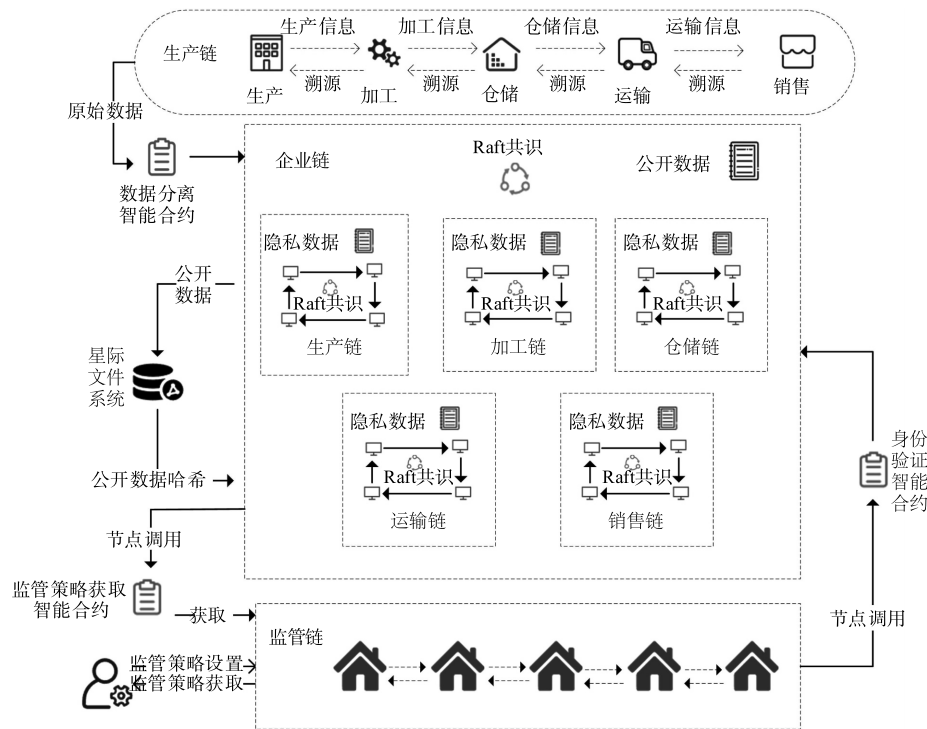 生产信息
加工信息
仓储信息
运输信息
生产链
溯源
溯源
溯源
溯源
生产
加工
仓储
运输
销售
原始数据
数据分离
智能合约
企业链
Raft共识
公开数据
隐私数据
Raft共识
生产链
隐私数据
Raft共识
加工链
隐私数据
Raft共识
仓储链
公开
数据
星际
文件
系统
公开数据哈希
隐私数据
Raft共识
运输链
隐私数据
Raft共识
销售链
身份
验证
智能
合约
节点调用
监管策略获取
智能合约
获取
节点调用
监管链
监管策略设置
监管策略获取